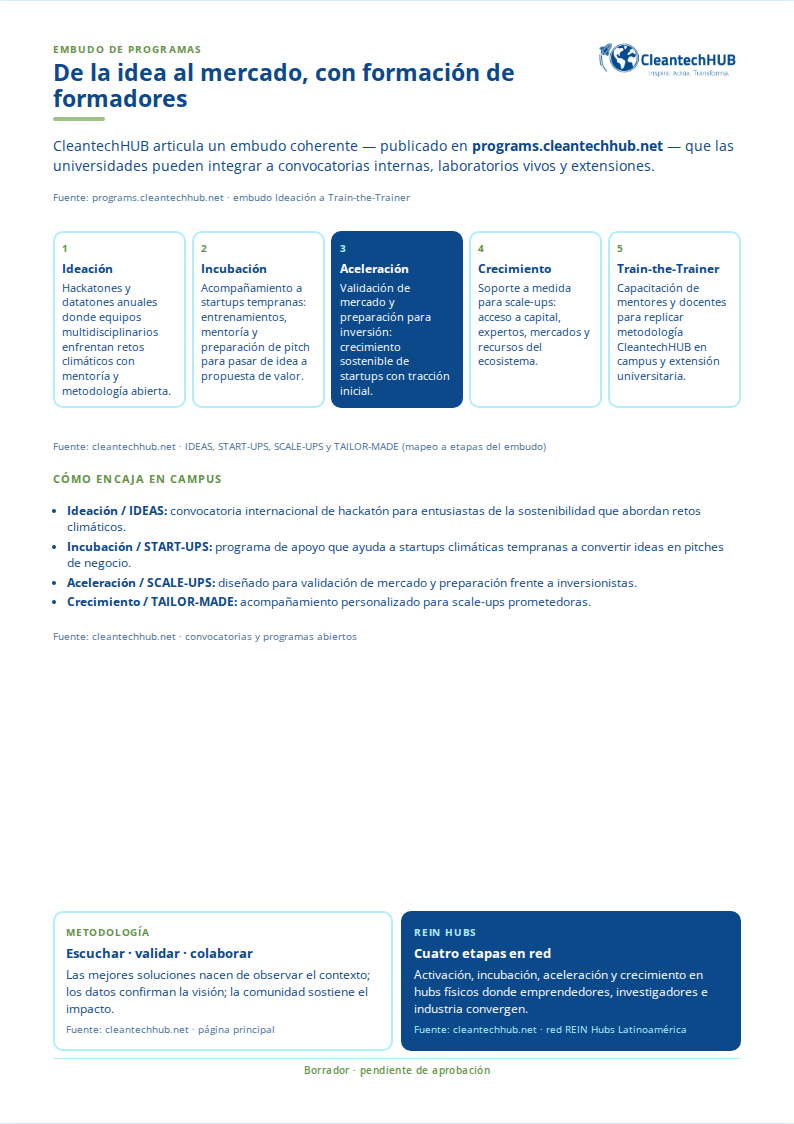 EMBUDO DE PROGRAMAS
De la idea al mercado, con formación de
formadores
CleantechHUB
Inspira. Actúa. Transforma.
CleantechHUB articula un embudo coherente — publicado en programs.cleantechhub.net — que las
universidades pueden integrar a convocatorias internas, laboratorios vivos y extensiones.
Fuente: programs.cleantechhub.net · embudo Ideación a Train-the-Trainer
1
Ideación
Hackatones y
datatones anuales
donde equipos
multidisciplinarios
enfrentan retos
climáticos con
mentoría y
metodología abierta.
2
Incubación
Acompañamiento a
startups tempranas:
entrenamientos,
mentoría y
preparación de pitch
para pasar de idea a
propuesta de valor.
3
Aceleración
Validación de
mercado y
preparación para
inversión:
crecimiento
sostenible de
startups con tracción
inicial.
4
Crecimiento
Soporte a medida
para scale-ups:
acceso a capital,
expertos, mercados y
recursos del
ecosistema.
5
Train-the-Trainer
Capacitación de
mentores y docentes
para replicar
metodología
CleantechHUB en
campus y extensión
universitaria.
Fuente: cleantechhub.net · IDEAS, START-UPS, SCALE-UPS y TAILOR-MADE (mapeo a etapas del embudo)
CÓMO ENCAJA EN CAMPUS
• Ideación / IDEAS: convocatoria internacional de hackatón para entusiastas de la sostenibilidad que abordan retos
climáticos.
• Incubación / START-UPS: programa de apoyo que ayuda a startups climáticas tempranas a convertir ideas en pitches
de negocio.
• Aceleración / SCALE-UPS: diseñado para validación de mercado y preparación frente a inversionistas.
• Crecimiento / TAILOR-MADE: acompañamiento personalizado para scale-ups prometedoras.
Fuente: cleantechhub.net · convocatorias y programas abiertos
METODOLOGÍA
Escuchar · validar · colaborar
Las mejores soluciones nacen de observar el contexto;
los datos confirman la visión; la comunidad sostiene el
impacto.
Fuente: cleantechhub.net · página principal
REIN HUBS
Cuatro etapas en red
Activación, incubación, aceleración y crecimiento en
hubs físicos donde emprendedores, investigadores e
industria convergen.
Fuente: cleantechhub.net · red REIN Hubs Latinoamérica
Borrador · pendiente de aprobación